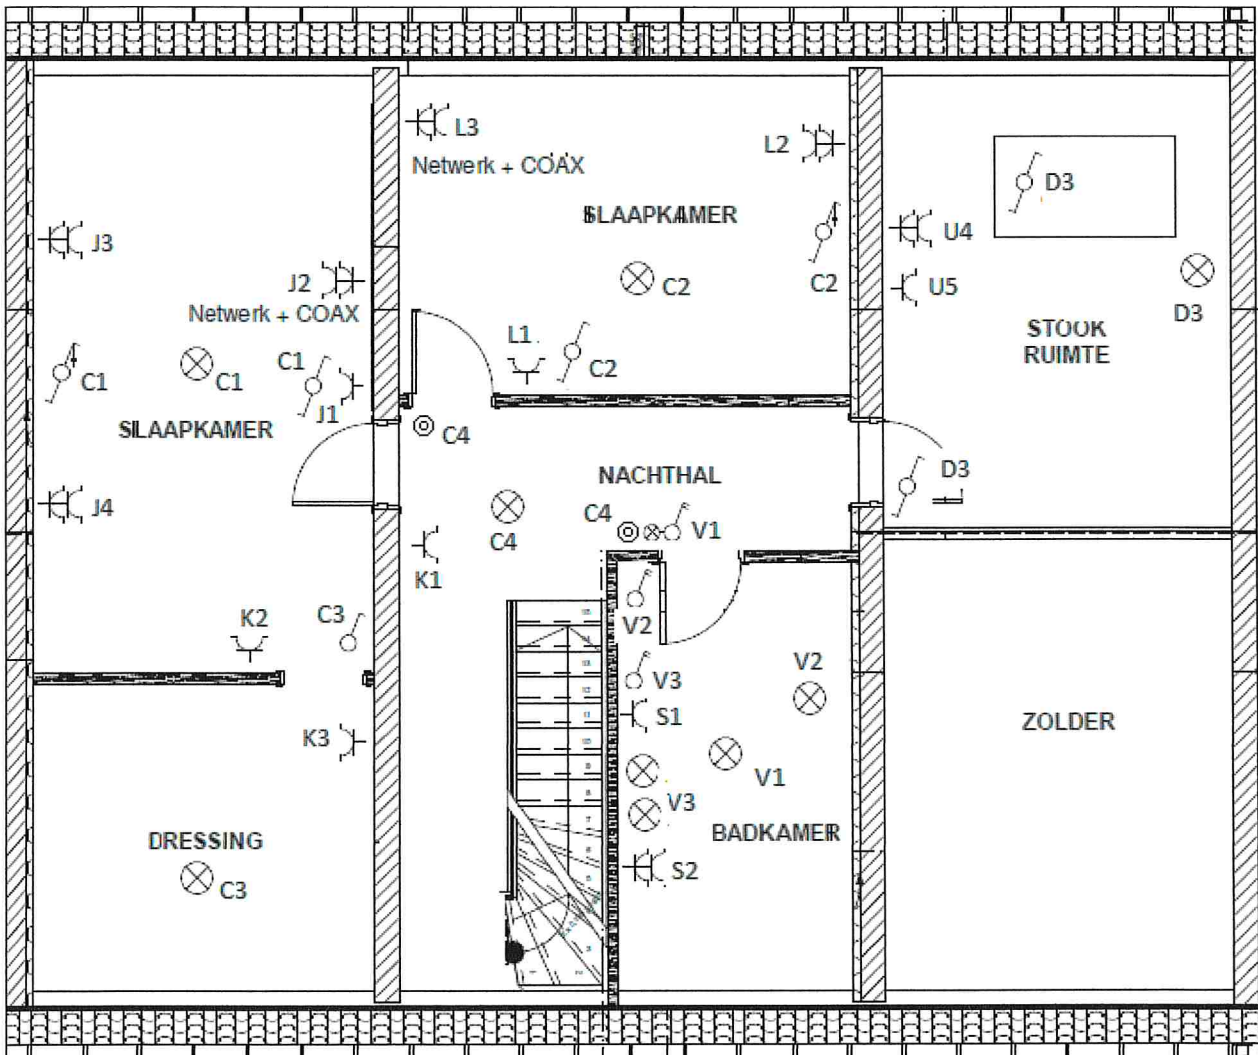 L3
Netwerk + COAX
L2
SLAAPKAMER
C2
C2
L1
C2
J3
J2
Netwerk + COAX
C1
C1
C1
J1
SLAAPKAMER
J4
K2
C3
D3
U4
U5
D3
STOOK
RUIMTE
D3
C4
NACHTHAL
C4
C4
V1
K1
V2
V3
S1
V2
V1
V3
BADKAMER
S2
K3
DRESSING
C3
ZOLDER